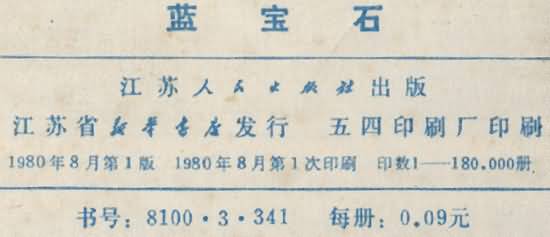 蓝宝石
江苏人民出版社出版
江苏省新华书店发行 五四印刷厂印刷
1980年8月第1版 1980年8月第1次印刷 印数1——180.000册
书号：8100·3·341 每册：0.09元